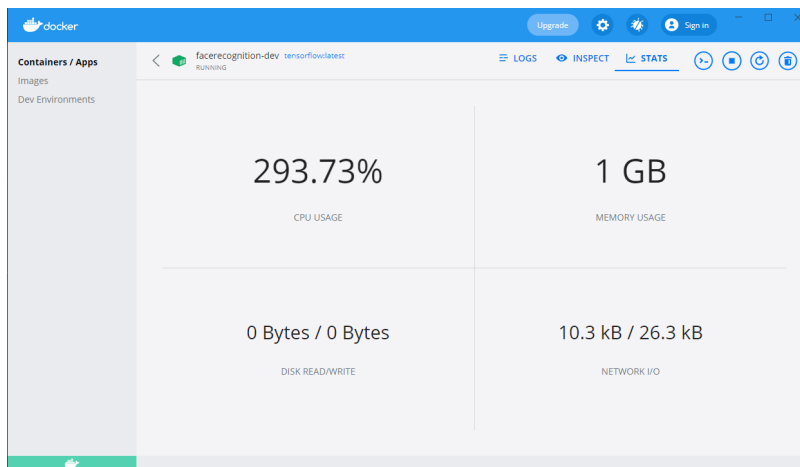 docker
Upgrade
Sign in
Containers / Apps
Images
Dev Environments
facerecognition-dev tensorflow:latest
RUNNING
LOGS
INSPECT
STATS
293.73%
CPU USAGE
1 GB
MEMORY USAGE
0 Bytes / 0 Bytes
DISK READ/WRITE
10.3 kB / 26.3 kB
NETWORK I/O